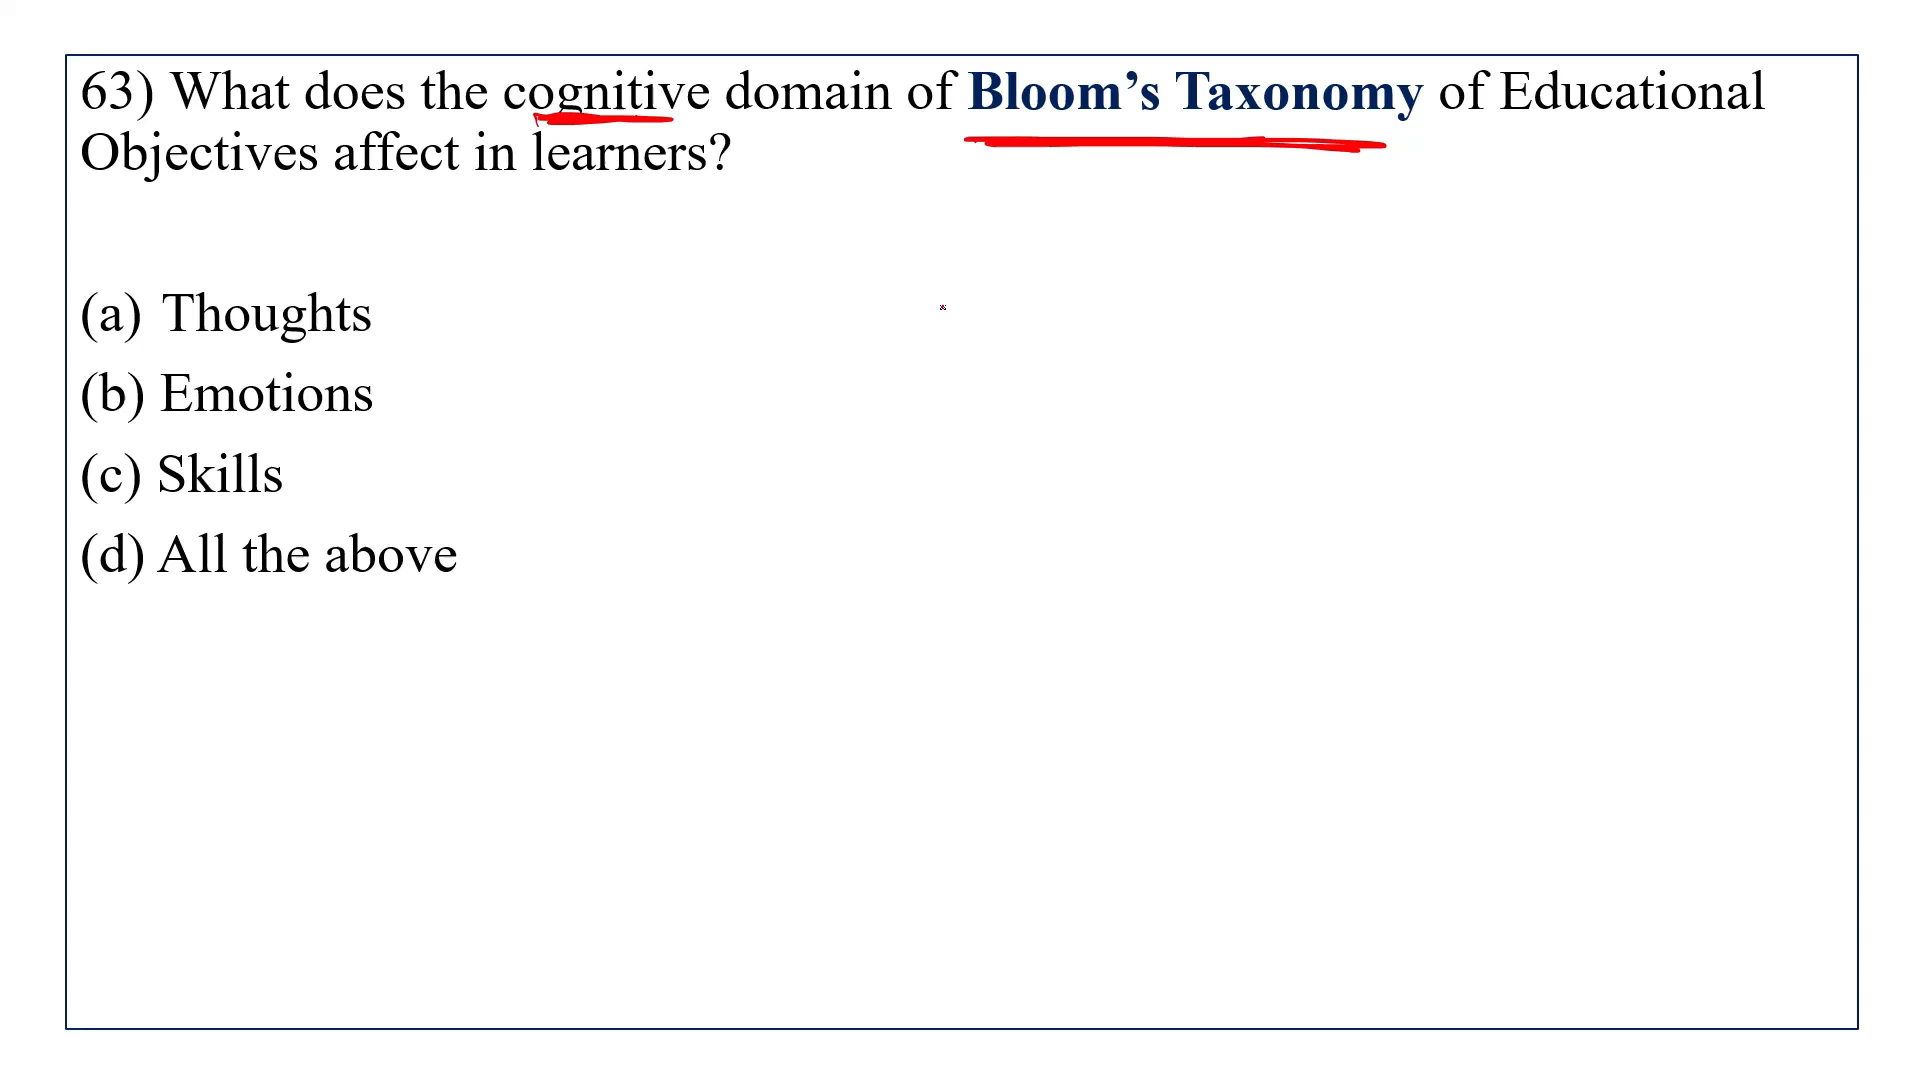 63) What does the cognitive domain of Bloom’s Taxonomy of Educational
Objectives affect in learners?
(a) Thoughts
(b) Emotions
(c) Skills
(d) All the above